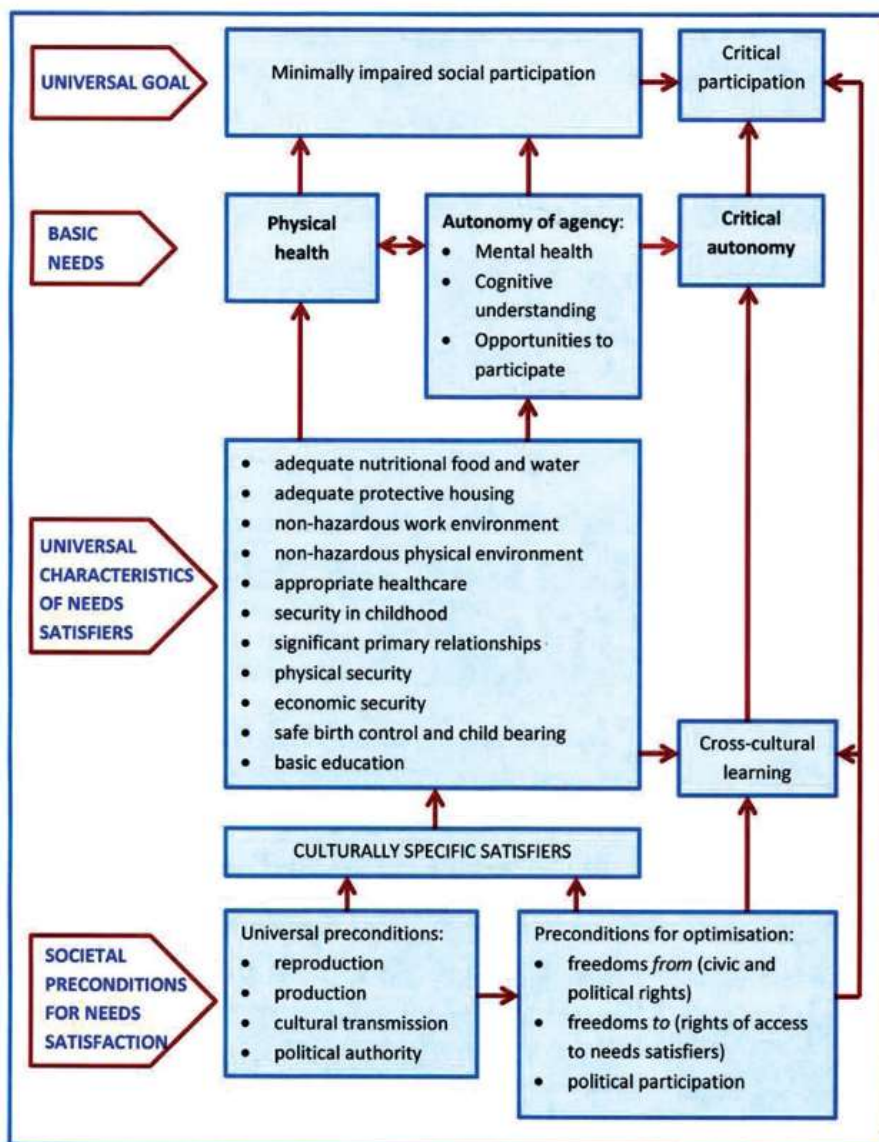 UNIVERSAL GOAL
Minimally impaired social participation
Critical
participation
BASIC
NEEDS
Physical
health
Autonomy of agency:
• Mental health
• Cognitive
understanding
• Opportunities to
participate
Critical
autonomy
UNIVERSAL
CHARACTERISTICS
OF NEEDS
SATISFIERS
• adequate nutritional food and water
• adequate protective housing
• non-hazardous work environment
• non-hazardous physical environment
• appropriate healthcare
• security in childhood
• significant primary relationships
• physical security
• economic security
• safe birth control and child bearing
• basic education
Cross-cultural
learning
CULTURALLY SPECIFIC SATISFIERS
SOCIETAL
PRECONDITIONS
FOR NEEDS
SATISFACTION
Universal preconditions:
• reproduction
• production
• cultural transmission
• political authority
Preconditions for optimisation:
• freedoms from (civic and
political rights)
• freedoms to (rights of access
to needs satisfiers)
• political participation